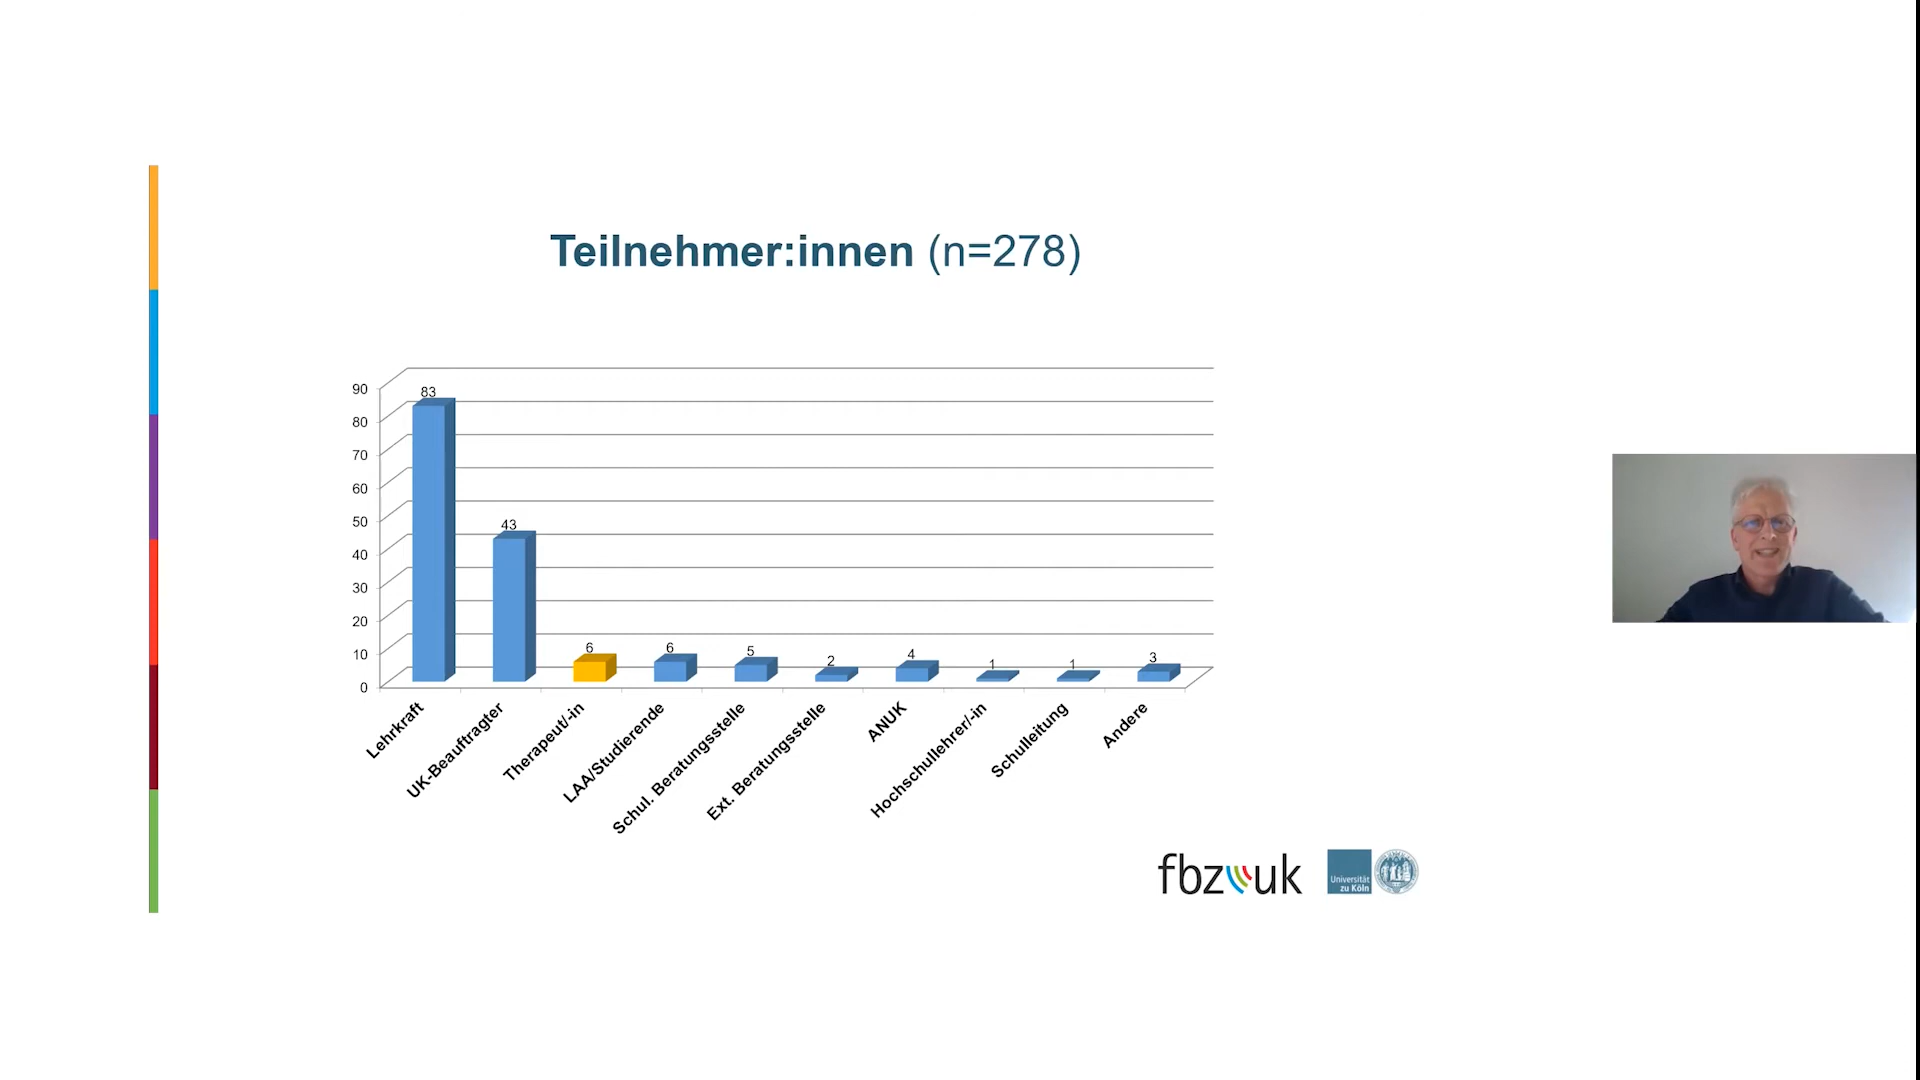 Teilnehmer:innen (n=278)
90
80
70
60
50
40
30
20
10
0
83
43
6
6
5
2
4
1
1
3
Lehrkraft
UK-Beauftragter
Therapeut/-in
LAA/Studierende
Schul. Beratungsstelle
Ext. Beratungsstelle
ANUK
Hochschullehrer/-in
Schulleitung
Andere
fbz uk
Universität
zu Köln